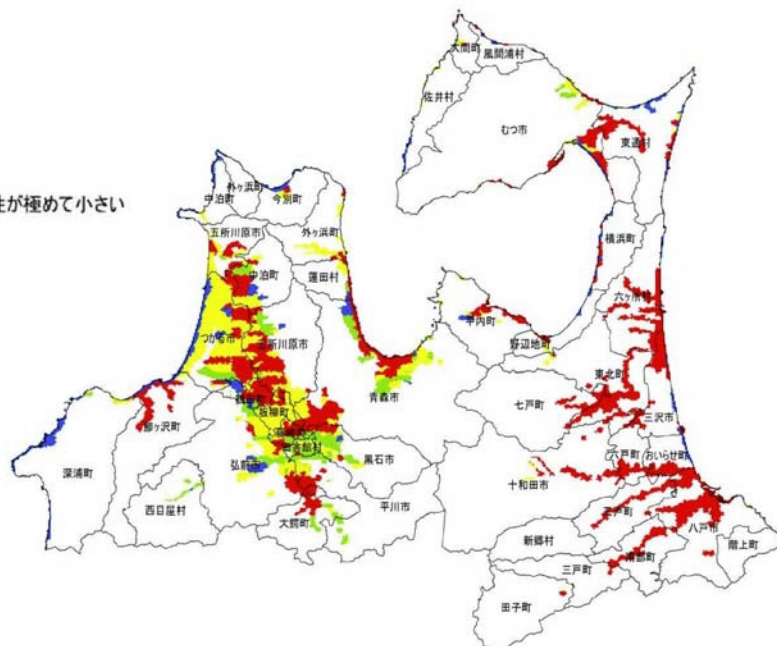 大間町
風間浦村
佐井村
むつ市
東通村
性が極めて小さい
外ヶ浜町
中泊町
今別町
五所川原市
外ヶ浜町
中泊町
蓬田村
横浜町
六ヶ所村
平内町
野辺地町
つがる市
五所川原市
東北町
七戸町
青森市
三沢市
鶴田町
板柳町
鰺ヶ沢町
田舎館村
六戸町
おいらせ町
黒石市
弘前市
深浦町
十和田市
西目屋村
平川市
五戸町
八戸市
大鰐町
新郷村
階上町
南部町
三戸町
田子町